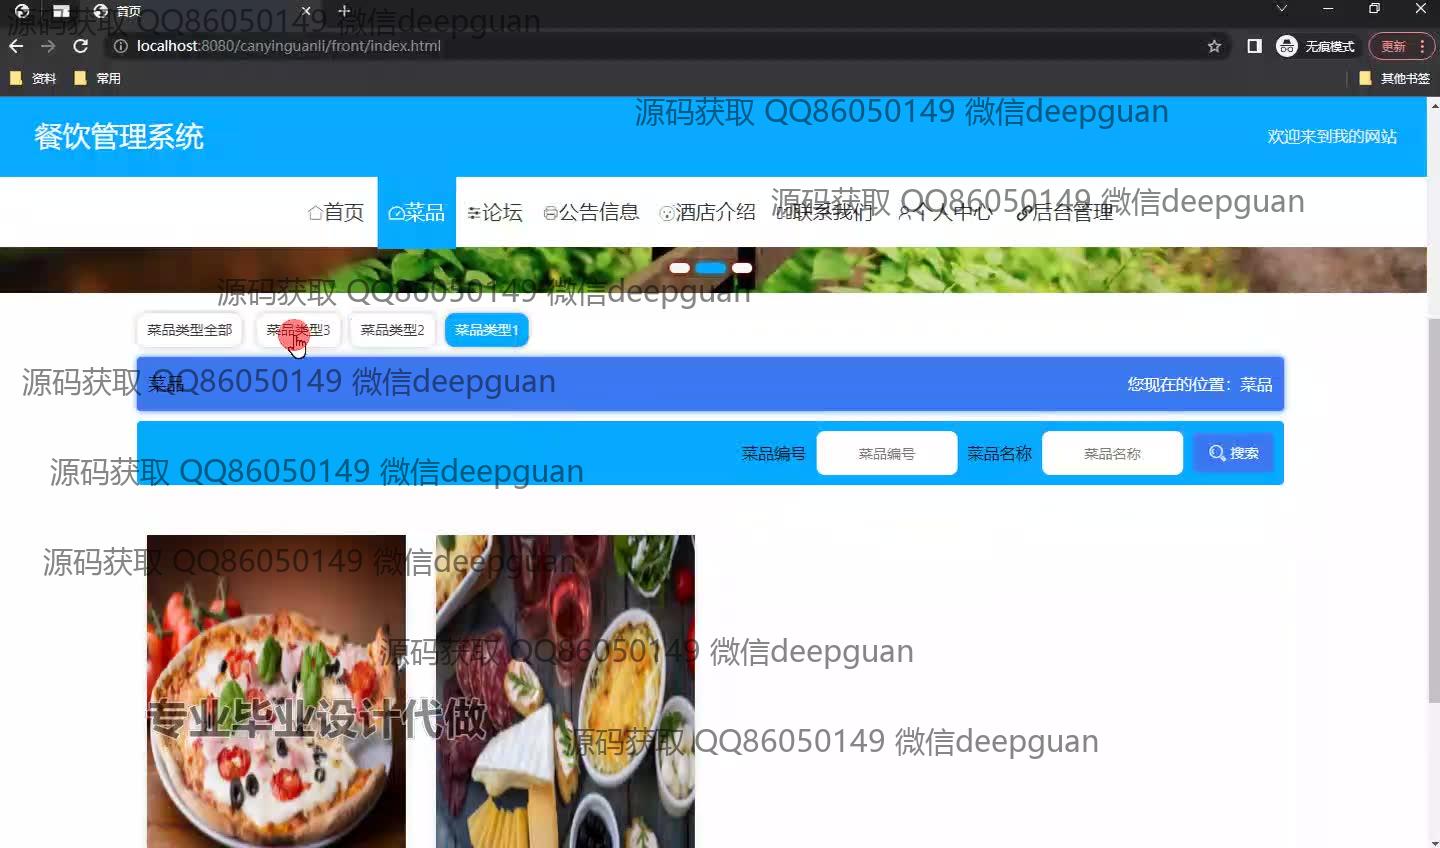 首页
源码获取 QQ86050149 微信deepguan
localhost:8080/canyinguanli/front/index.html
无痕模式
更新
资料
常用
其他书签
源码获取 QQ86050149 微信deepguan
餐饮管理系统
欢迎来到我的网站
首页
菜品
论坛
公告信息
酒店介绍
联系我们
个人中心
后台管理
源码获取 QQ86050149 微信deepguan
源码获取 QQ86050149 微信deepguan
菜品类型全部
菜品类型3
菜品类型2
菜品类型1
菜品
您现在的位置：菜品
源码获取 QQ86050149 微信deepguan
菜品编号
菜品编号
菜品名称
菜品名称
搜索
源码获取 QQ86050149 微信deepguan
源码获取 QQ86050149 微信deepguan
源码获取 QQ86050149 微信deepguan
专业毕业设计代做
源码获取 QQ86050149 微信deepguan